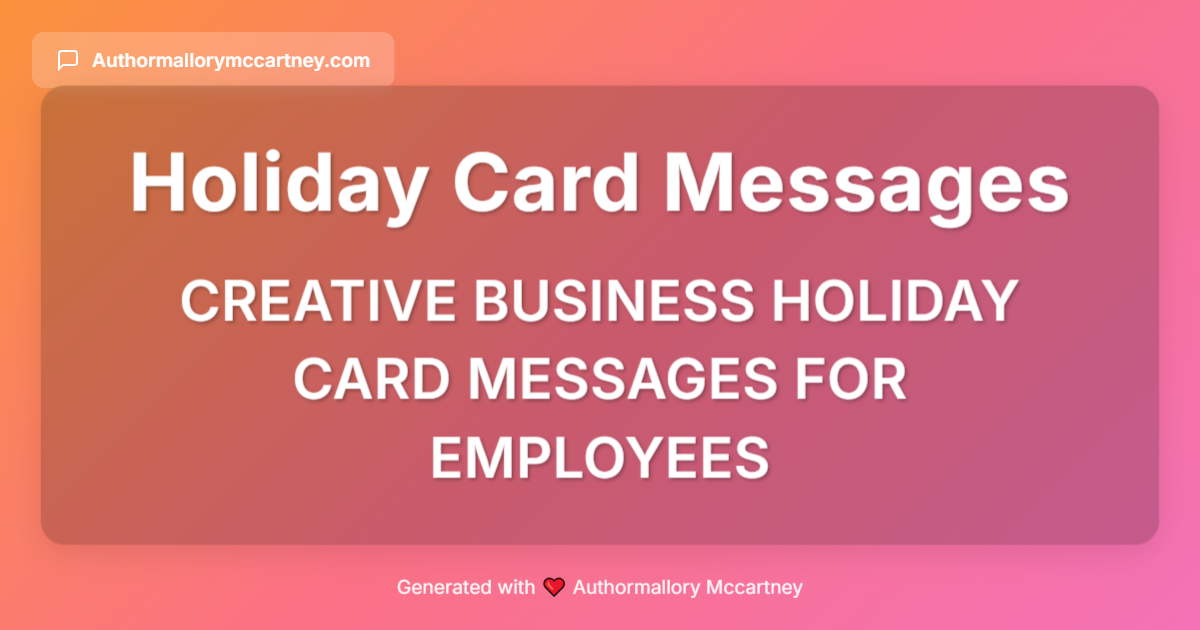 Authormallorymccartney.com
Holiday Card Messages
CREATIVE BUSINESS HOLIDAY
CARD MESSAGES FOR
EMPLOYEES
Generated with ❤️ Authormallory Mccartney